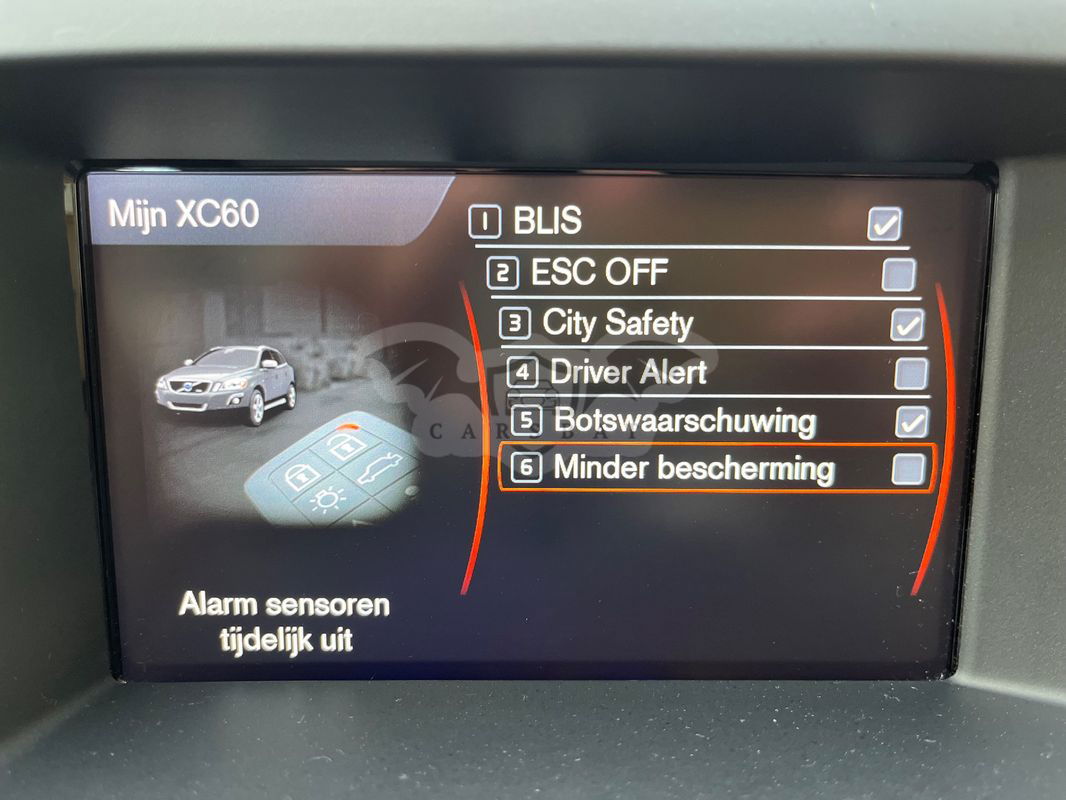 Mijn XC60
1 BLIS
2 ESC OFF
3 City Safety
4 Driver Alert
5 Botswaarschuwing
CARSBAY
6 Minder bescherming
Alarm sensoren
tijdelijk uit